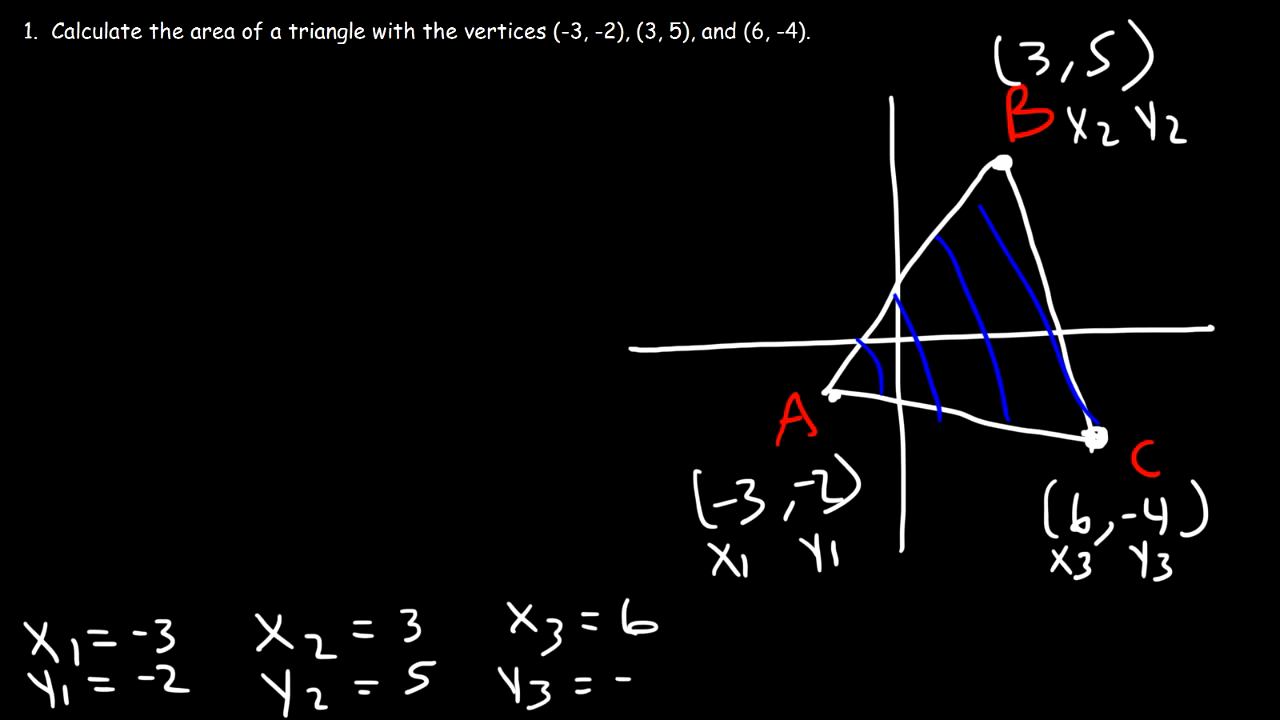 1. Calculate the area of a triangle with the vertices (-3, -2), (3, 5), and (6, -4).
(3, 5)
B X2 Y2
A
C
(-3, -2)
X1 Y1
(6, -4)
X3 Y3
X1 = -3 X2 = 3 X3 = 6
Y1 = -2 Y2 = 5 Y3 = -